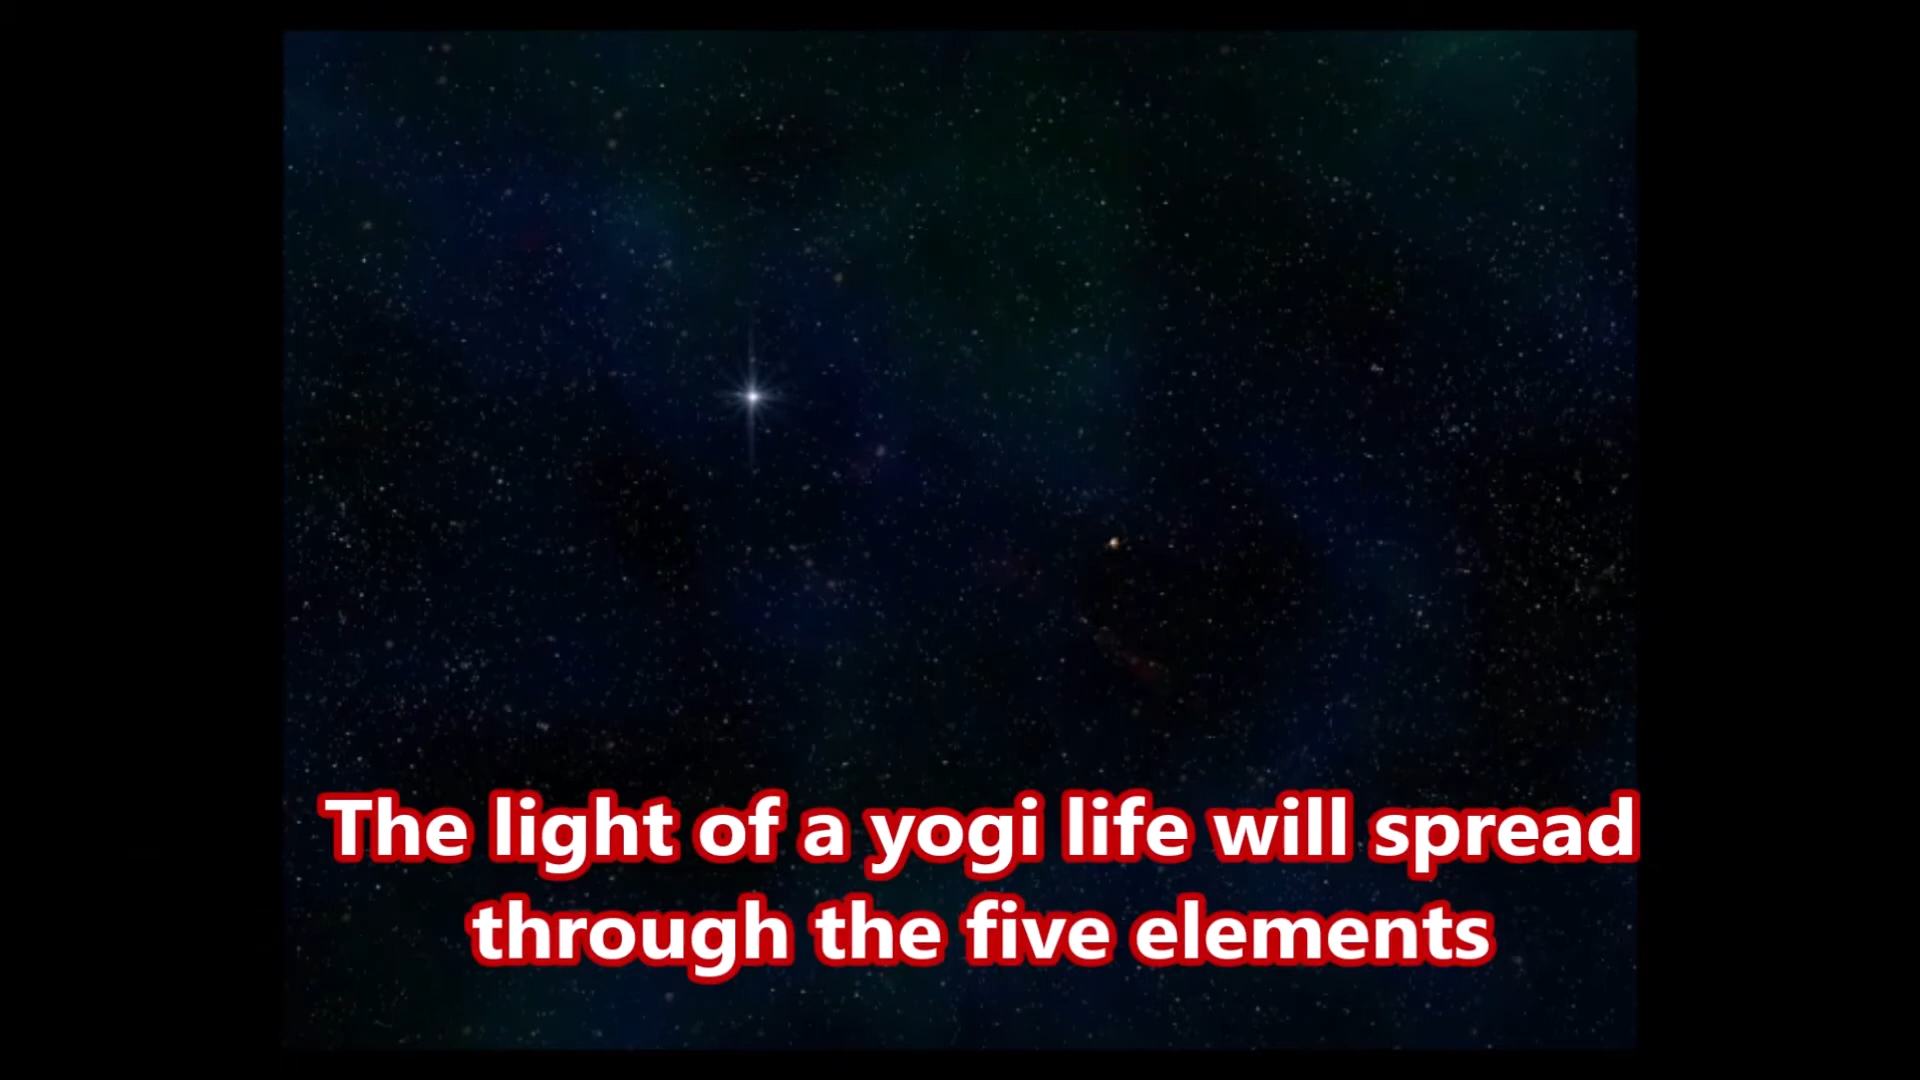 The light of a yogi life will spread
through the five elements